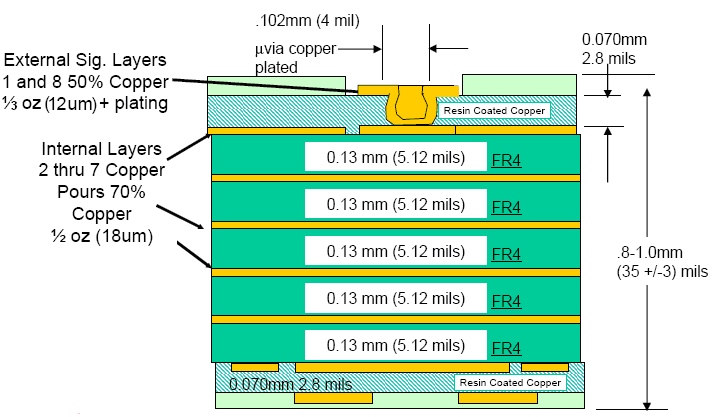 .102mm (4 mil)
µvia copper
plated
0.070mm
2.8 mils
External Sig. Layers
1 and 8 50% Copper
⅓ oz (12um) + plating
Resin Coated Copper
Internal Layers
2 thru 7 Copper
Pours 70%
Copper
½ oz (18um)
0.13 mm (5.12 mils) FR4
0.13 mm (5.12 mils) FR4
0.13 mm (5.12 mils) FR4
0.13 mm (5.12 mils) FR4
0.13 mm (5.12 mils) FR4
.8-1.0mm
(35 +/-3) mils
0.070mm 2.8 mils
Resin Coated Copper